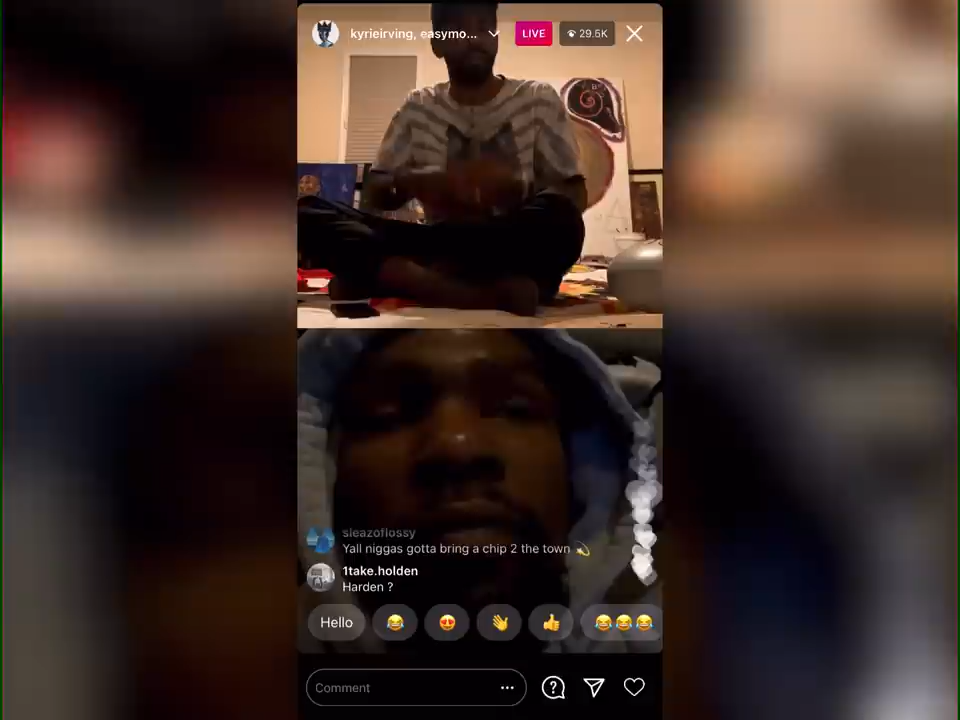 kyrieirving, easymo...
LIVE
29.5K
sleazoflossy
Yall niggas gotta bring a chip 2 the town 💫
1take.holden
Harden ?
Hello
😂
😍
👋
👍
😂😂😂
Comment